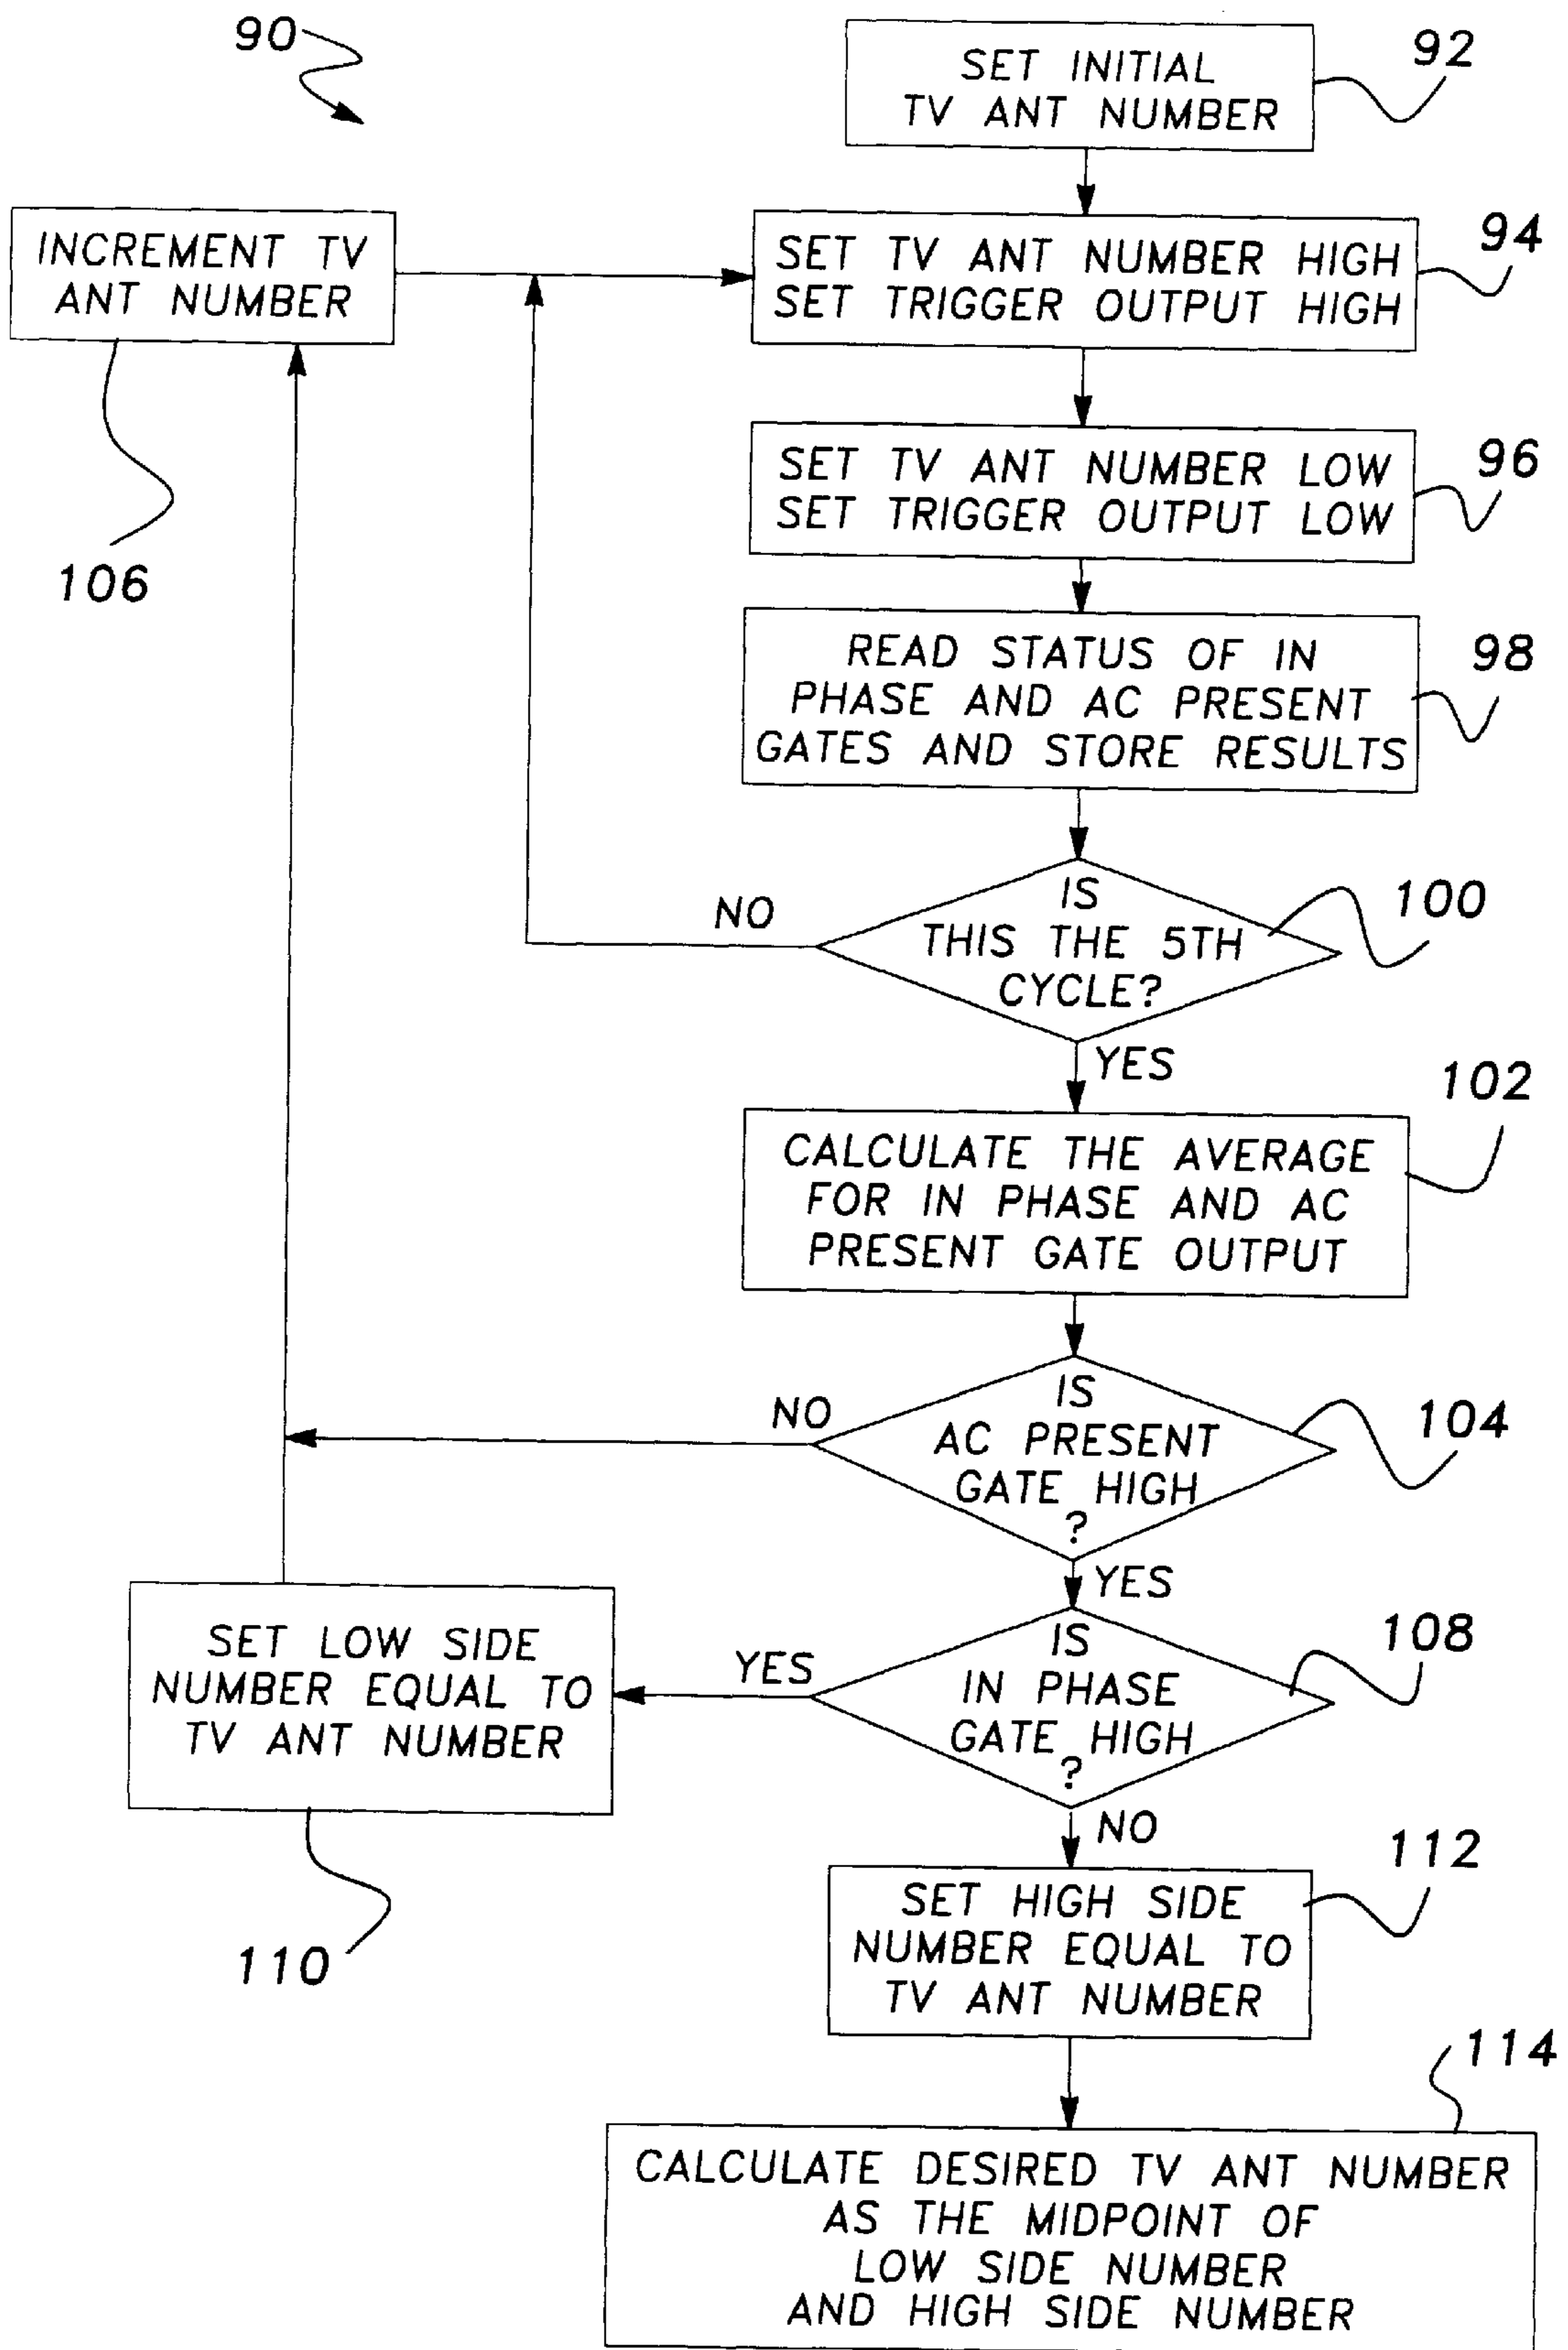 90
SET INITIAL
TV ANT NUMBER
92
INCREMENT TV
ANT NUMBER
106
SET TV ANT NUMBER HIGH
SET TRIGGER OUTPUT HIGH
94
SET TV ANT NUMBER LOW
SET TRIGGER OUTPUT LOW
96
READ STATUS OF IN
PHASE AND AC PRESENT
GATES AND STORE RESULTS
98
IS
THIS THE 5TH
CYCLE?
100
NO
YES
CALCULATE THE AVERAGE
FOR IN PHASE AND AC
PRESENT GATE OUTPUT
102
IS
AC PRESENT
GATE HIGH
?
104
NO
YES
IS
IN PHASE
GATE HIGH
?
108
YES
SET LOW SIDE
NUMBER EQUAL TO
TV ANT NUMBER
110
NO
SET HIGH SIDE
NUMBER EQUAL TO
TV ANT NUMBER
112
CALCULATE DESIRED TV ANT NUMBER
AS THE MIDPOINT OF
LOW SIDE NUMBER
AND HIGH SIDE NUMBER
114